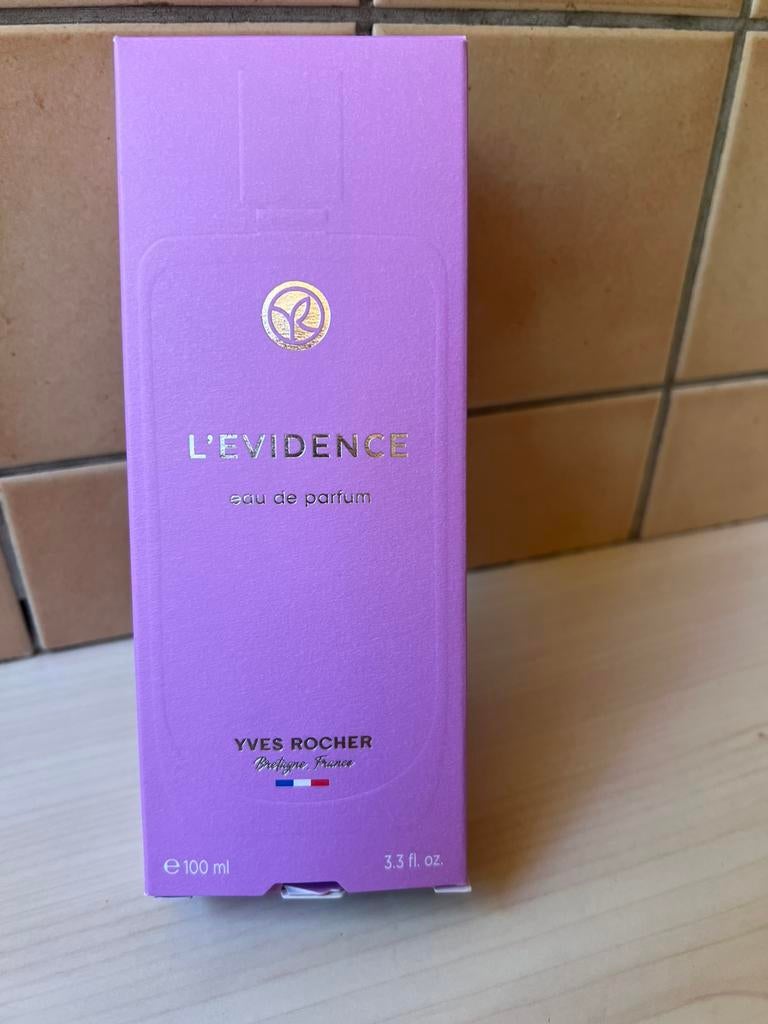 L'EVIDENCE
eau de parfum
YVES ROCHER
Bretagne, France
℮ 100 ml
3.3 fl. oz.